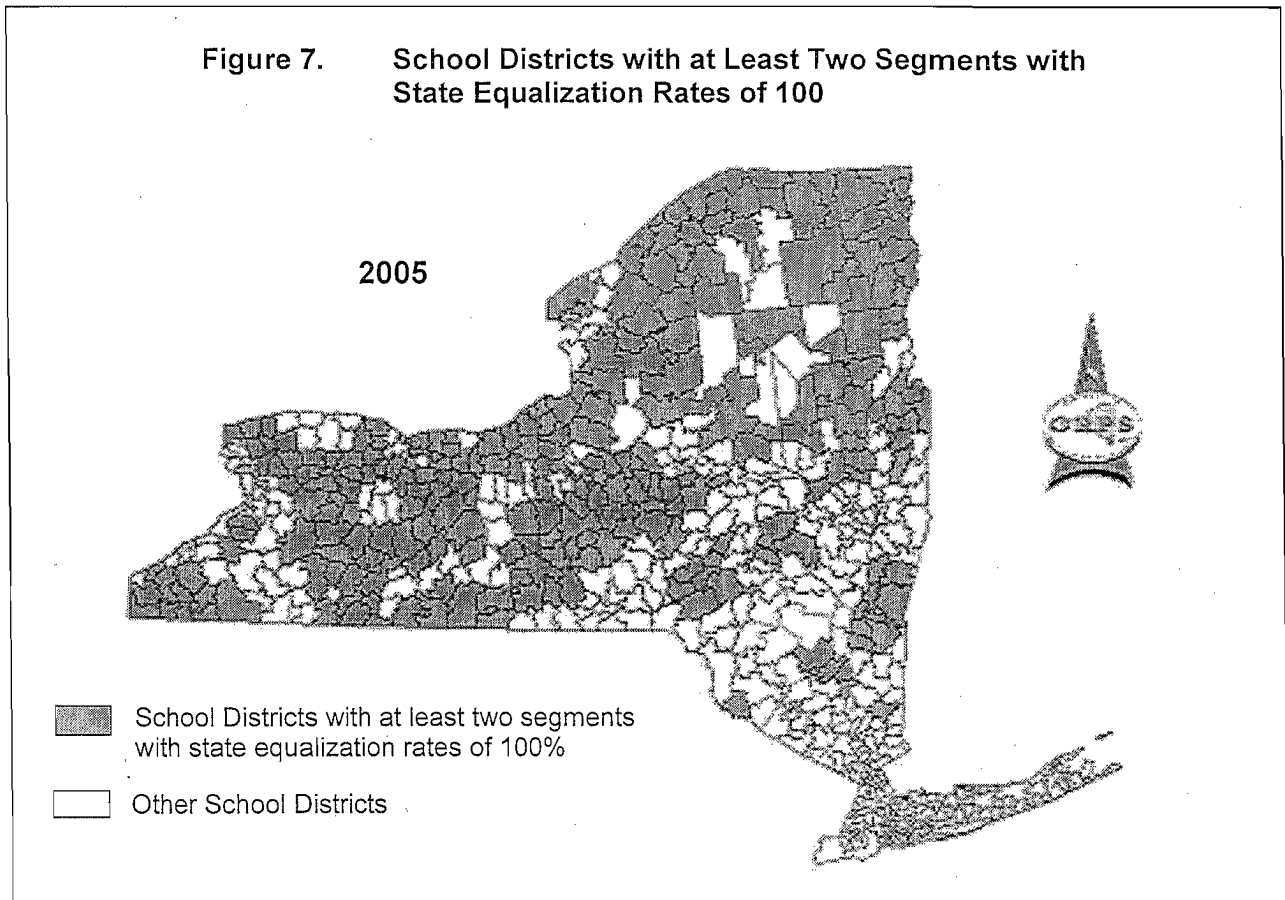 Figure 7. School Districts with at Least Two Segments with
State Equalization Rates of 100
2005
School Districts with at least two segments
with state equalization rates of 100%
Other School Districts